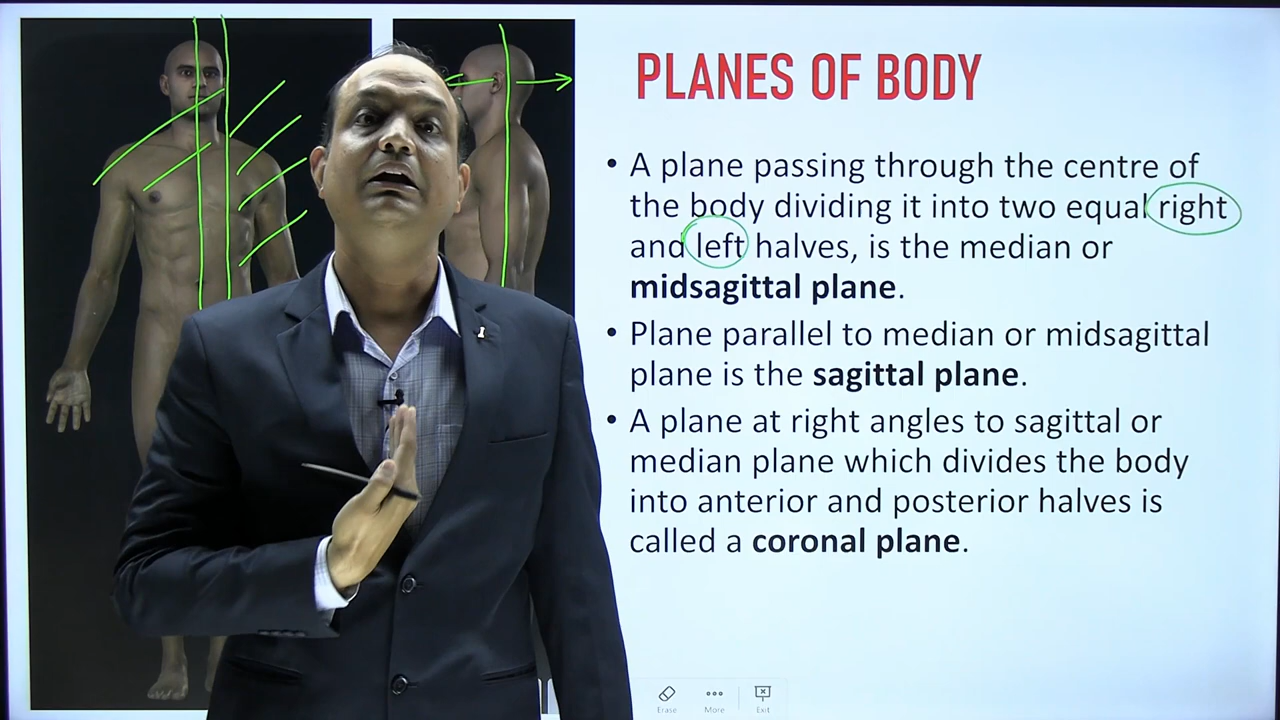 PLANES OF BODY
• A plane passing through the centre of
the body dividing it into two equal right
and left halves, is the median or
midsagittal plane.
• Plane parallel to median or midsagittal
plane is the sagittal plane.
• A plane at right angles to sagittal or
median plane which divides the body
into anterior and posterior halves is
called a coronal plane.
Erase
More
Exit